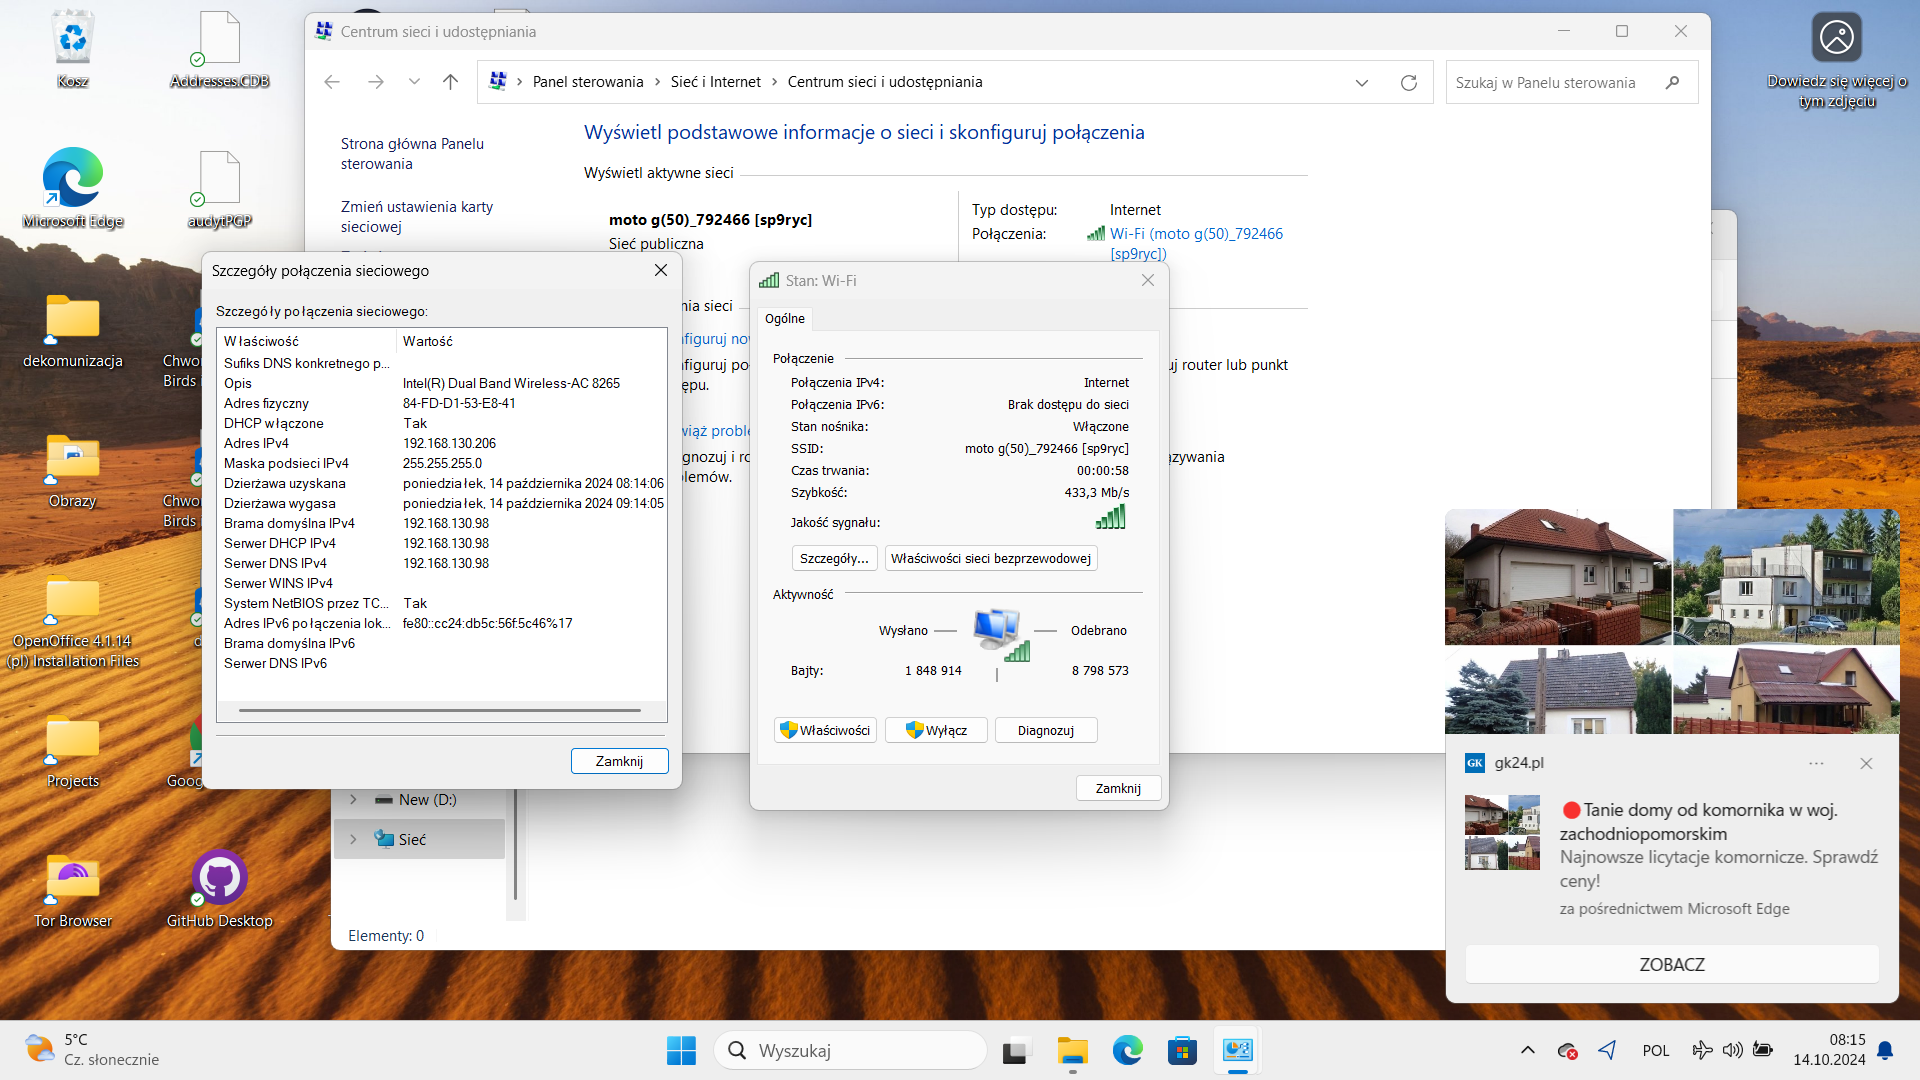 Kosz
Addresses.CDB
Microsoft Edge
audytPGP
dekomunizacja
Chwo
Birds i
Obrazy
Chwo
Birds i
OpenOffice 4.1.14
(pl) Installation Files
d
Projects
Goog
Tor Browser
GitHub Desktop
Dowiedz się więcej o
tym zdjęciu
Centrum sieci i udostępniania
Panel sterowania > Sieć i Internet > Centrum sieci i udostępniania
Szukaj w Panelu sterowania
Strona główna Panelu
sterowania
Zmień ustawienia karty
sieciowej
Wyświetl podstawowe informacje o sieci i skonfiguruj połączenia
Wyświetl aktywne sieci
moto g(50)_792466 [sp9ryc]
Sieć publiczna
Typ dostępu: Internet
Połączenia: Wi-Fi (moto g(50)_792466
[sp9ryc])
nia sieci
nfiguruj nov
nfiguruj po
ępu.
uj router lub punkt
wiąż proble
gnozuj i ro
blemów.
ązywania
Szczegóły połączenia sieciowego
Szczegóły połączenia sieciowego:
Właściwość Wartość
Sufiks DNS konkretnego p...
Opis Intel(R) Dual Band Wireless-AC 8265
Adres fizyczny 84-FD-D1-53-E8-41
DHCP włączone Tak
Adres IPv4 192.168.130.206
Maska podsieci IPv4 255.255.255.0
Dzierżawa uzyskana poniedziałek, 14 października 2024 08:14:06
Dzierżawa wygasa poniedziałek, 14 października 2024 09:14:05
Brama domyślna IPv4 192.168.130.98
Serwer DHCP IPv4 192.168.130.98
Serwer DNS IPv4 192.168.130.98
Serwer WINS IPv4
System NetBIOS przez TC... Tak
Adres IPv6 połączenia lok... fe80::cc24:db5c:56f:5c46%17
Brama domyślna IPv6
Serwer DNS IPv6
Zamknij
Stan: Wi-Fi
Ogólne
Połączenie
Połączenia IPv4: Internet
Połączenia IPv6: Brak dostępu do sieci
Stan nośnika: Włączone
SSID: moto g(50)_792466 [sp9ryc]
Czas trwania: 00:00:58
Szybkość: 433,3 Mb/s
Jakość sygnału:
Szczegóły... Właściwości sieci bezprzewodowej
Aktywność
Wysłano — — Odebrano
Bajty: 1 848 914 | 8 798 573
Właściwości Wyłącz Diagnozuj
Zamknij
New (D:)
Sieć
Elementy: 0
GK gk24.pl
Tanie domy od komornika w woj.
zachodniopomorskim
Najnowsze licytacje komornicze. Sprawdź
ceny!
za pośrednictwem Microsoft Edge
ZOBACZ
5°C
Cz. słonecznie
Wyszukaj
POL
08:15
14.10.2024